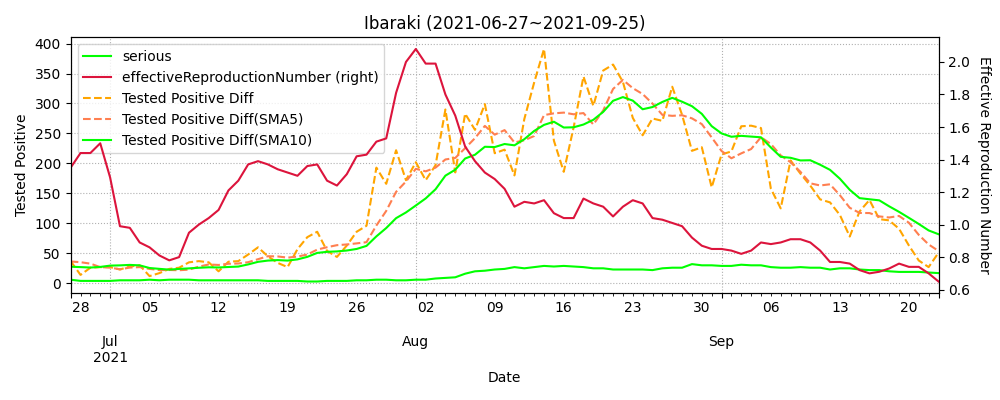 Ibaraki (2021-06-27~2021-09-25)
serious
effectiveReproductionNumber (right)
Tested Positive Diff
Tested Positive Diff(SMA5)
Tested Positive Diff(SMA10)
Tested Positive
400
350
300
250
200
150
100
50
0
Effective Reproduction Number
2.0
1.8
1.6
1.4
1.2
1.0
0.8
0.6
28 05 12 19 26 02 09 16 23 30 06 13 20
Jul Aug Sep
2021
Date